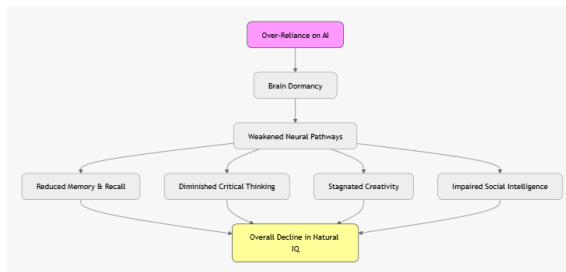 Over-Reliance on AI
Brain Dormancy
Weakened Neural Pathways
Reduced Memory & Recall
Diminished Critical Thinking
Stagnated Creativity
Impaired Social Intelligence
Overall Decline in Natural
IQ